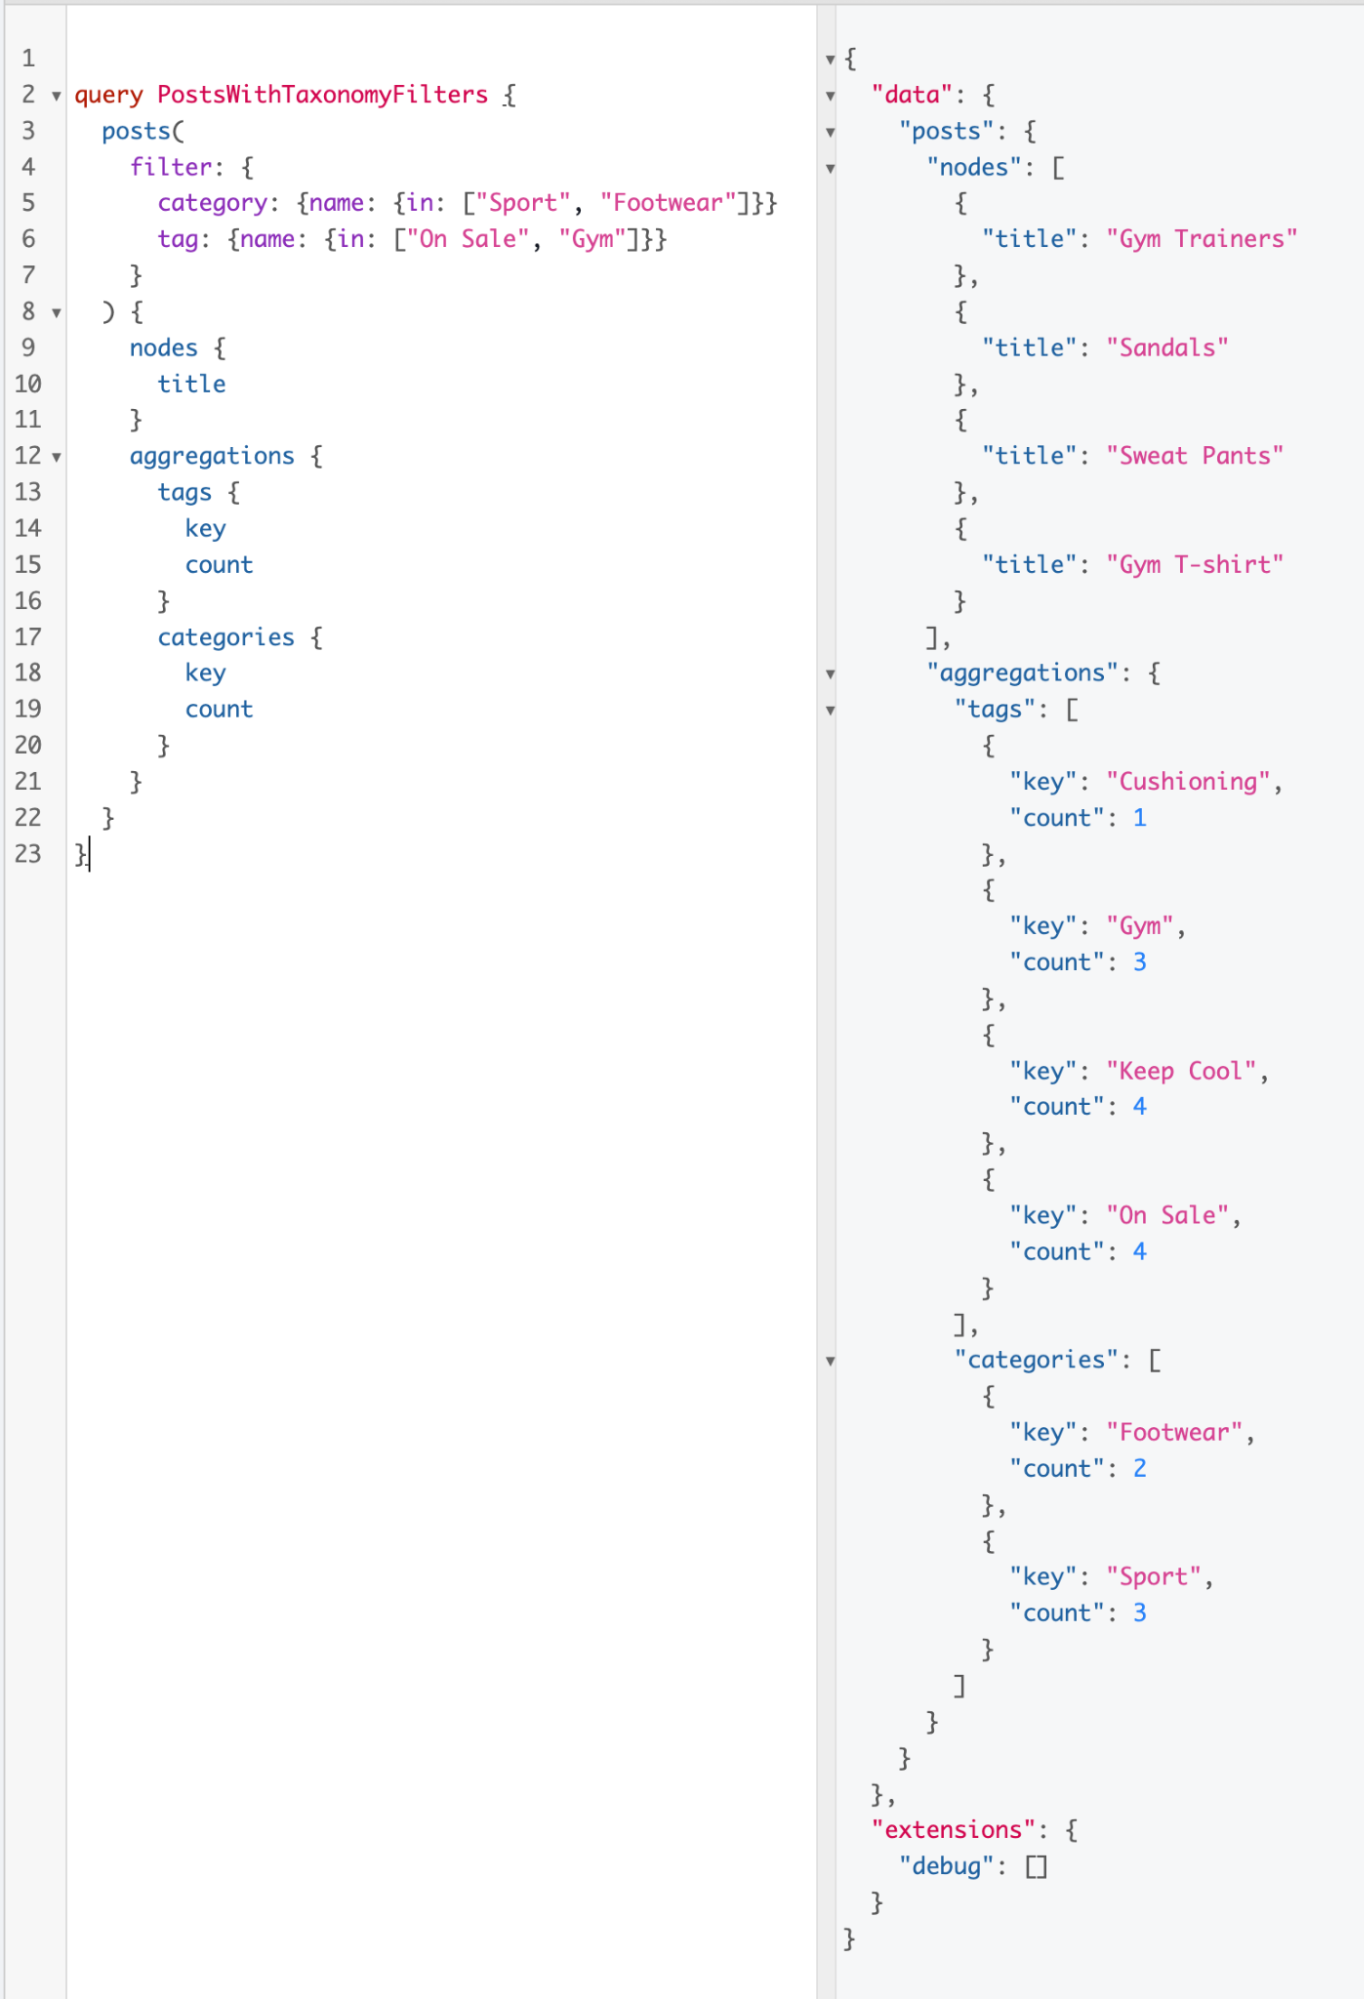 1
2 ▾ query PostsWithTaxonomyFilters {
3   posts(
4     filter: {
5       category: {name: {in: ["Sport", "Footwear"]}}
6       tag: {name: {in: ["On Sale", "Gym"]}}
7     }
8 ▾ ) {
9     nodes {
10       title
11     }
12 ▾   aggregations {
13       tags {
14         key
15         count
16       }
17       categories {
18         key
19         count
20       }
21     }
22   }
23 }
▾ {
▾   "data": {
▾     "posts": {
▾       "nodes": [
          {
            "title": "Gym Trainers"
          },
          {
            "title": "Sandals"
          },
          {
            "title": "Sweat Pants"
          },
          {
            "title": "Gym T-shirt"
          }
        ],
▾       "aggregations": {
▾         "tags": [
            {
              "key": "Cushioning",
              "count": 1
            },
            {
              "key": "Gym",
              "count": 3
            },
            {
              "key": "Keep Cool",
              "count": 4
            },
            {
              "key": "On Sale",
              "count": 4
            }
          ],
▾         "categories": [
            {
              "key": "Footwear",
              "count": 2
            },
            {
              "key": "Sport",
              "count": 3
            }
          ]
        }
      }
    },
    "extensions": {
      "debug": []
    }
  }